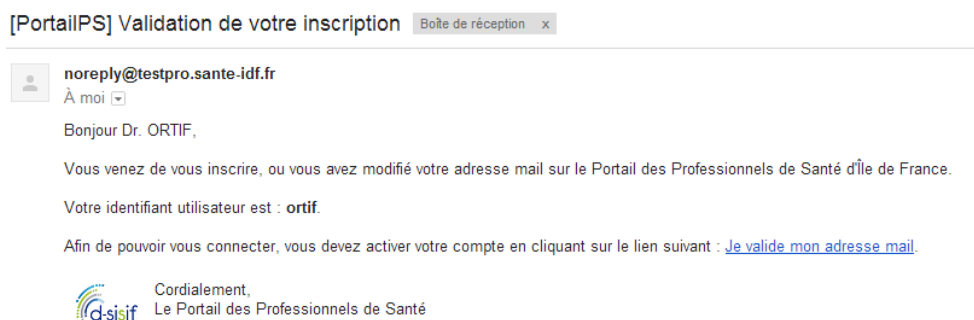 [PortailPS] Validation de votre inscription Boîte de réception x
noreply@testpro.sante-idf.fr
À moi
Bonjour Dr. ORTIF,
Vous venez de vous inscrire, ou vous avez modifié votre adresse mail sur le Portail des Professionnels de Santé d'Île de France.
Votre identifiant utilisateur est : ortif.
Afin de pouvoir vous connecter, vous devez activer votre compte en cliquant sur le lien suivant : Je valide mon adresse mail.
Cordialement,
d-sisif Le Portail des Professionnels de Santé